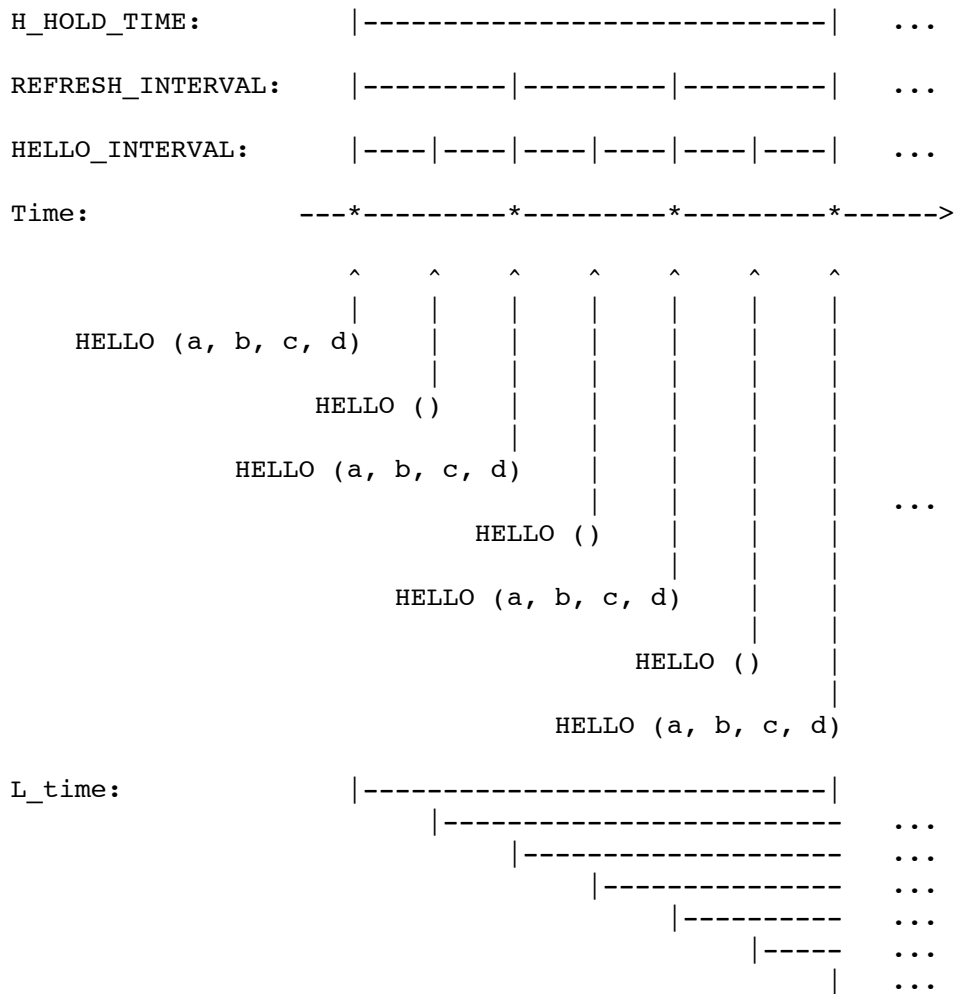 H_HOLD_TIME:         |-----------------------------|   ...
REFRESH_INTERVAL:    |---------|---------|---------|   ...
HELLO_INTERVAL:      |----|----|----|----|----|----|   ...
Time:             ---*---------*---------*---------*------>
                     ^    ^    ^    ^    ^    ^    ^
                     |    |    |    |    |    |    |
    HELLO (a, b, c, d)    |    |    |    |    |    |
                          |    |    |    |    |    |
                   HELLO ()    |    |    |    |    |
                               |    |    |    |    |
              HELLO (a, b, c, d)    |    |    |    |
                                    |    |    |    |   ...
                             HELLO ()    |    |    |
                                         |    |    |
                        HELLO (a, b, c, d)    |    |
                                              |    |
                                       HELLO ()    |
                                                   |
                                  HELLO (a, b, c, d)
L_time:              |-----------------------------|
                          |-------------------------   ...
                               |--------------------   ...
                                    |---------------   ...
                                         |----------   ...
                                              |-----   ...
                                                   |   ...